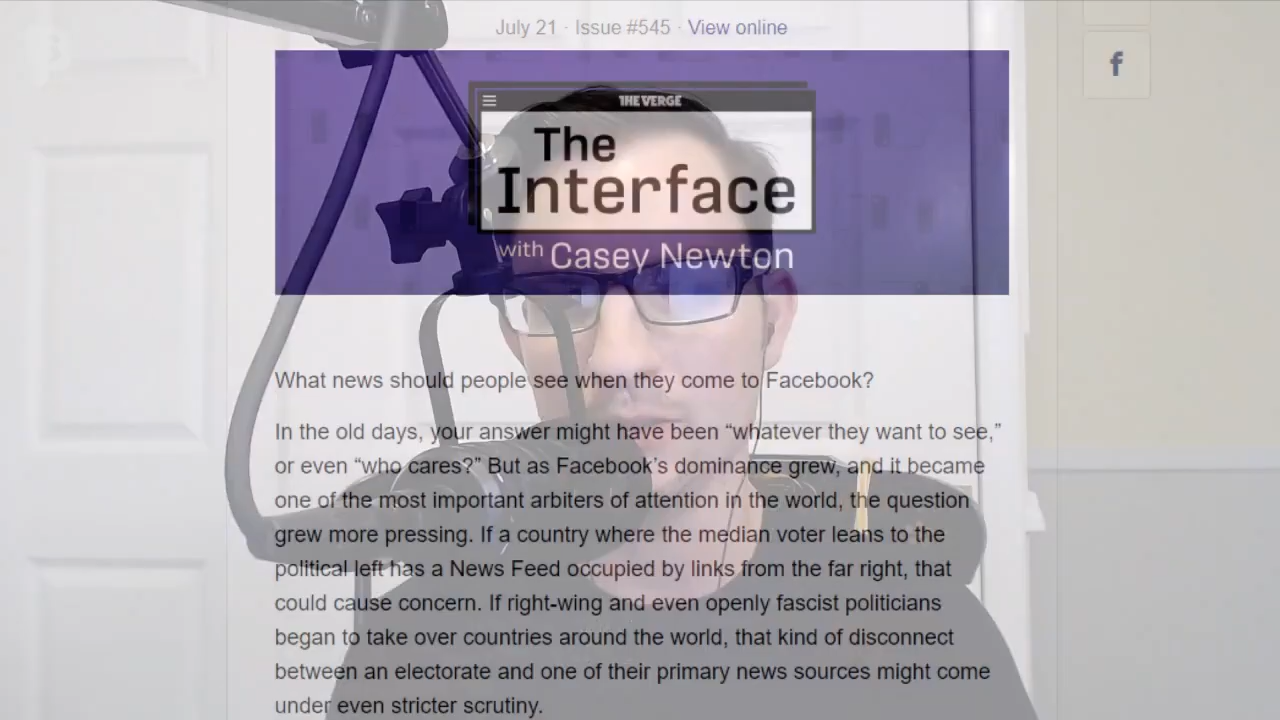 July 21 · Issue #545 · View online
THE VERGE
The
Interface
with Casey Newton
f
What news should people see when they come to Facebook?
In the old days, your answer might have been “whatever they want to see,”
or even “who cares?” But as Facebook’s dominance grew, and it became
one of the most important arbiters of attention in the world, the question
grew more pressing. If a country where the median voter leans to the
political left has a News Feed occupied by links from the far right, that
could cause concern. If right-wing and even openly fascist politicians
began to take over countries around the world, that kind of disconnect
between an electorate and one of their primary news sources might come
under even stricter scrutiny.